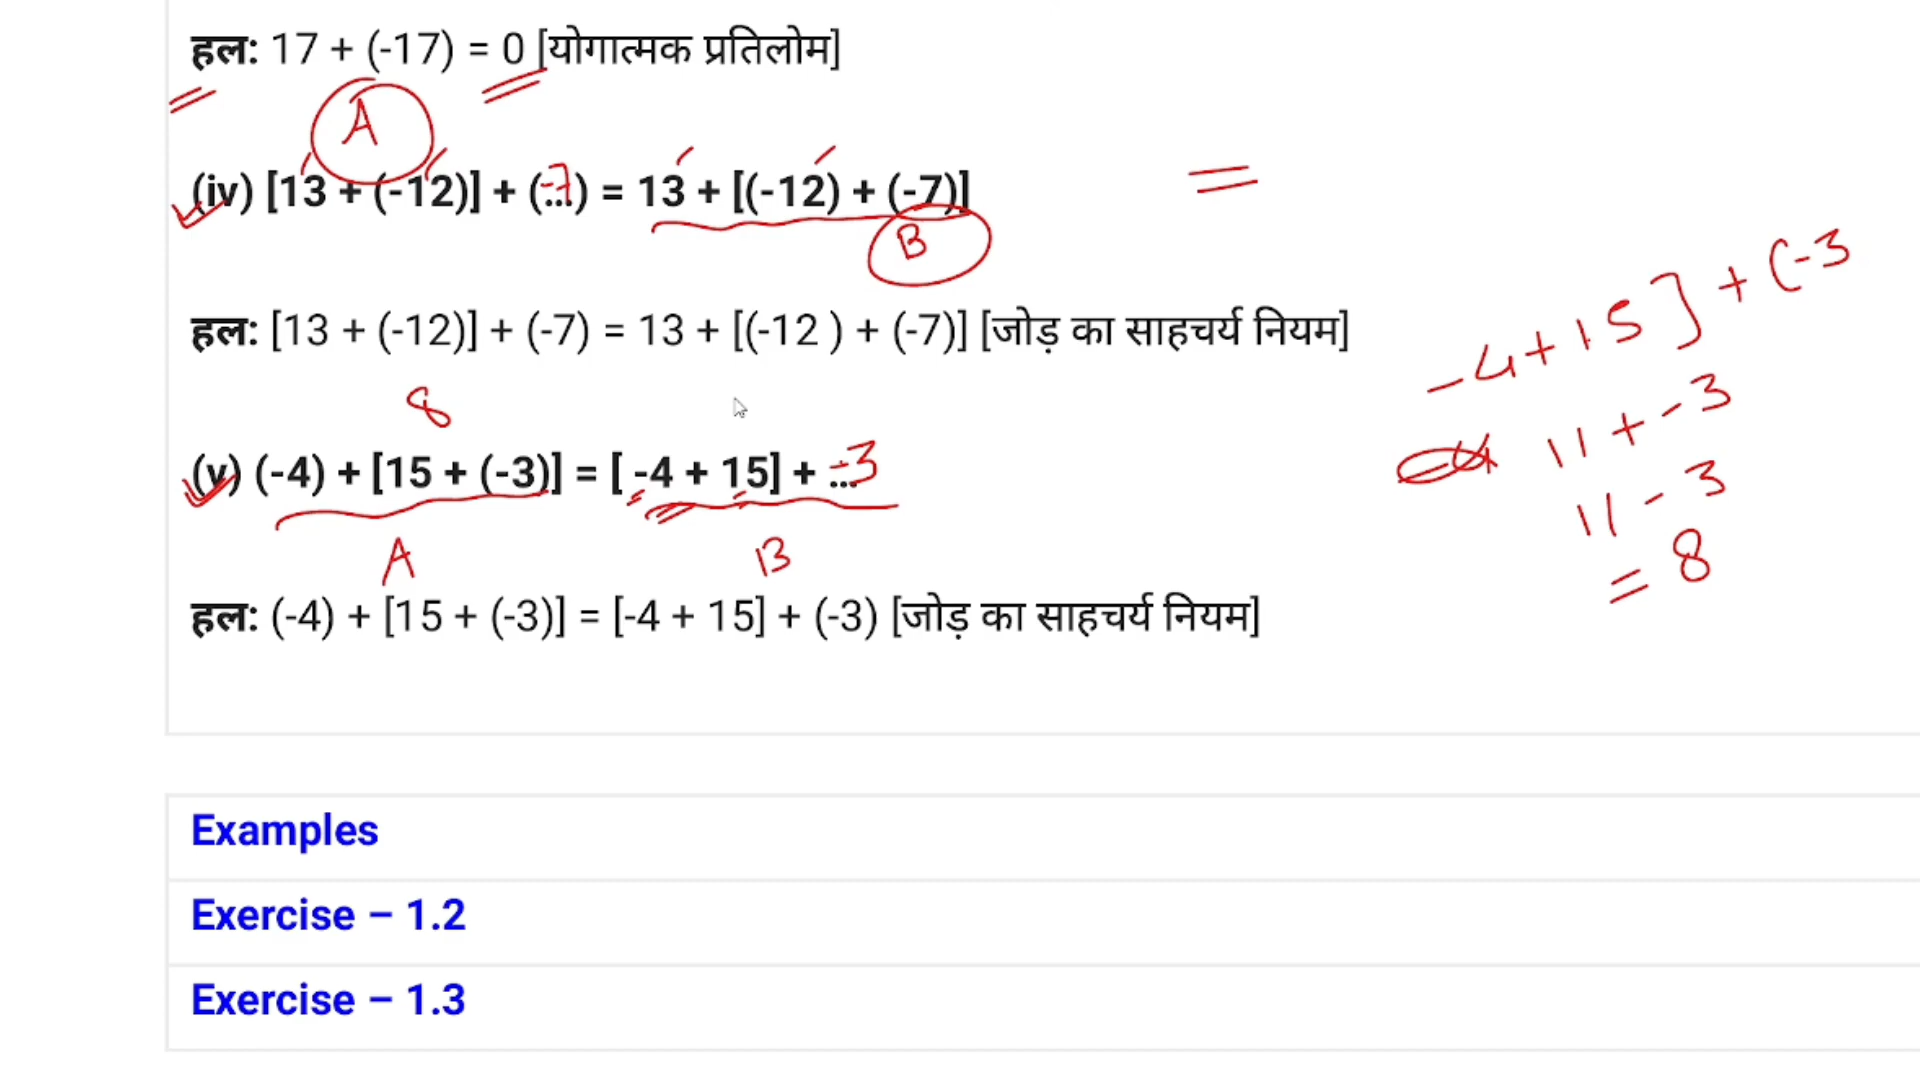 हल: 17 + (-17) = 0 [योगात्मक प्रतिलोम]
A
(iv) [13 + (-12)] + (-7...) = 13 + [(-12) + (-7)]
=
B
हल: [13 + (-12)] + (-7) = 13 + [(-12 ) + (-7)] [जोड़ का साहचर्य नियम]
-4+15] + (-3
8
11 + -3
(v) (-4) + [15 + (-3)] = [ -4 + 15] + ...-3
11 - 3
A
B
= 8
हल: (-4) + [15 + (-3)] = [-4 + 15] + (-3) [जोड़ का साहचर्य नियम]
Examples
Exercise – 1.2
Exercise – 1.3